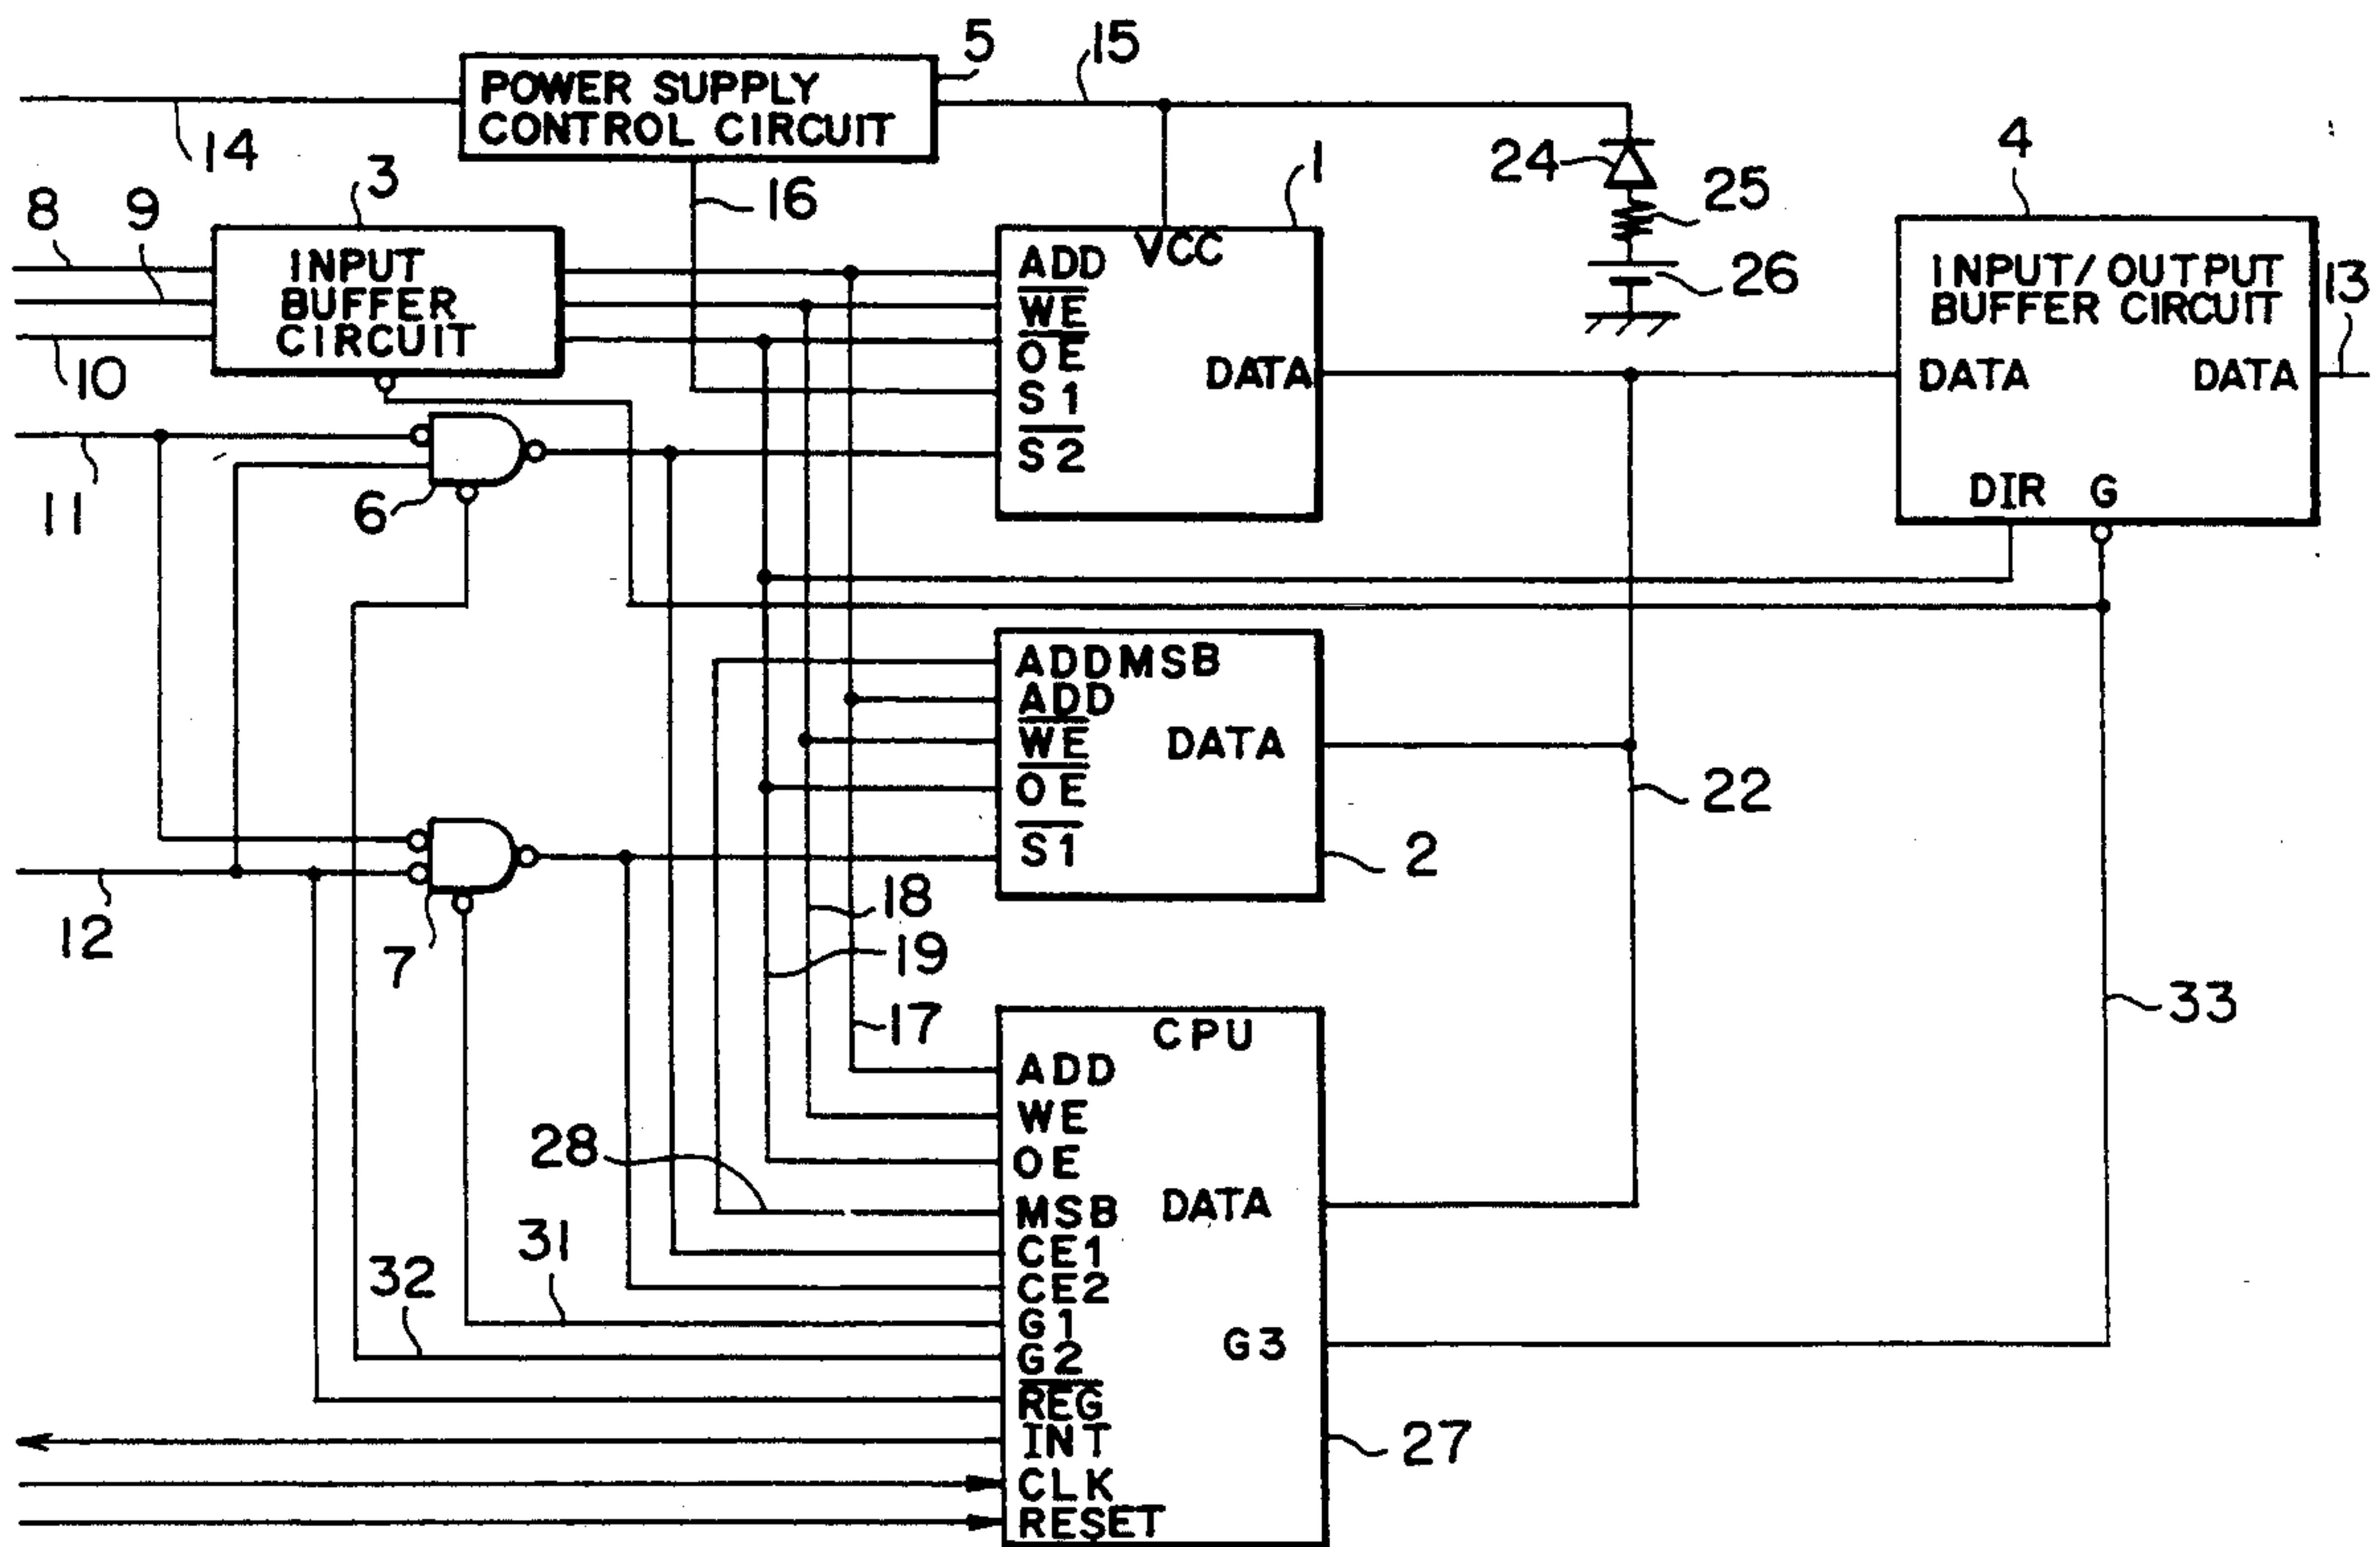 5
15
POWER SUPPLY
CONTROL CIRCUIT
14
3
16
1
24
25
4
8
9
INPUT
BUFFER
CIRCUIT
ADD
VCC
WE
OE
S1
S2
DATA
26
INPUT/OUTPUT
BUFFER CIRCUIT
DATA
DATA
DIR
G
13
10
11
6
ADDMSB
ADD
WE
OE
S1
DATA
22
2
12
7
18
19
17
33
CPU
ADD
WE
OE
MSB
CE1
CE2
G1
G2
REG
INT
CLK
RESET
DATA
G3
28
31
32
27